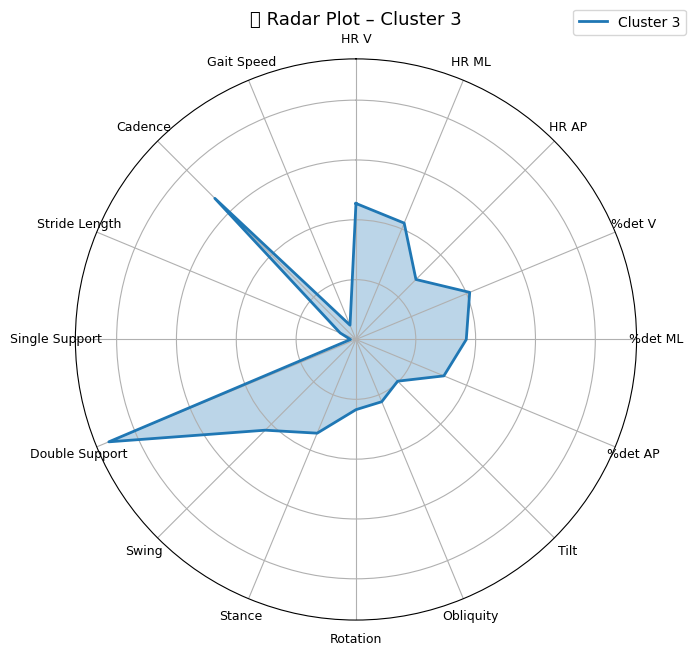 Radar Plot – Cluster 3
Cluster 3
HR V
HR ML
HR AP
%det V
%det ML
%det AP
Tilt
Obliquity
Rotation
Stance
Swing
Double Support
Single Support
Stride Length
Cadence
Gait Speed